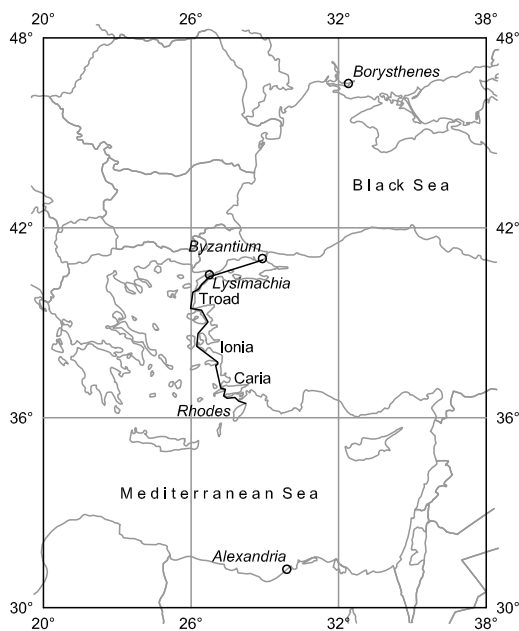 20° 26° 32° 38°
48° 48°
Borysthenes
Black Sea
42° 42°
Byzantium
Lysimachia
Troad
Ionia
Caria
Rhodes
36° 36°
Mediterranean Sea
Alexandria
30° 30°
20° 26° 32° 38°